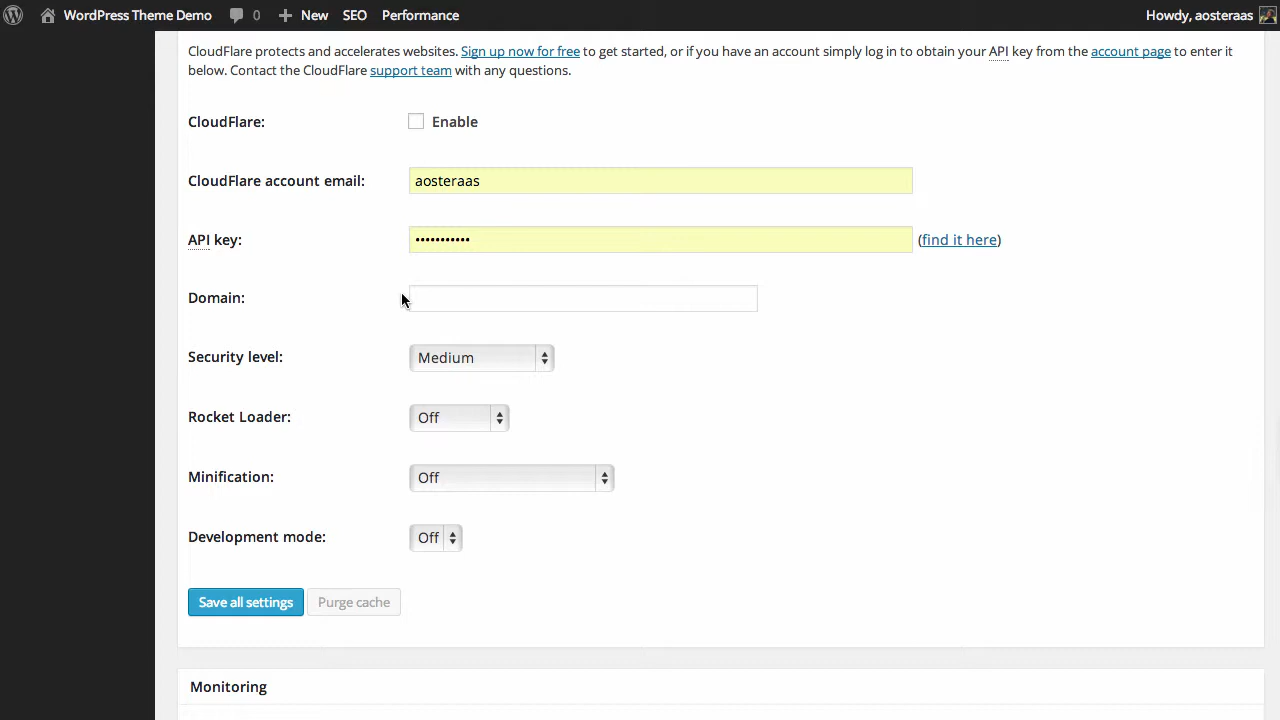 WordPress Theme Demo 0 New SEO Performance Howdy, aosteraas
CloudFlare protects and accelerates websites. Sign up now for free to get started, or if you have an account simply log in to obtain your API key from the account page to enter it
below. Contact the CloudFlare support team with any questions.
CloudFlare: Enable
CloudFlare account email: aosteraas
API key: ••••••••••• (find it here)
Domain:
Security level: Medium
Rocket Loader: Off
Minification: Off
Development mode: Off
Save all settings Purge cache
Monitoring